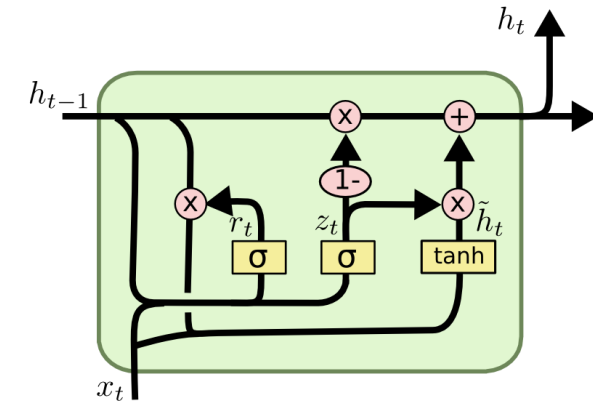 h_t
h_{t-1}
x
+
1-
x
r_t
z_t
x
h̃_t
σ
σ
tanh
x_t